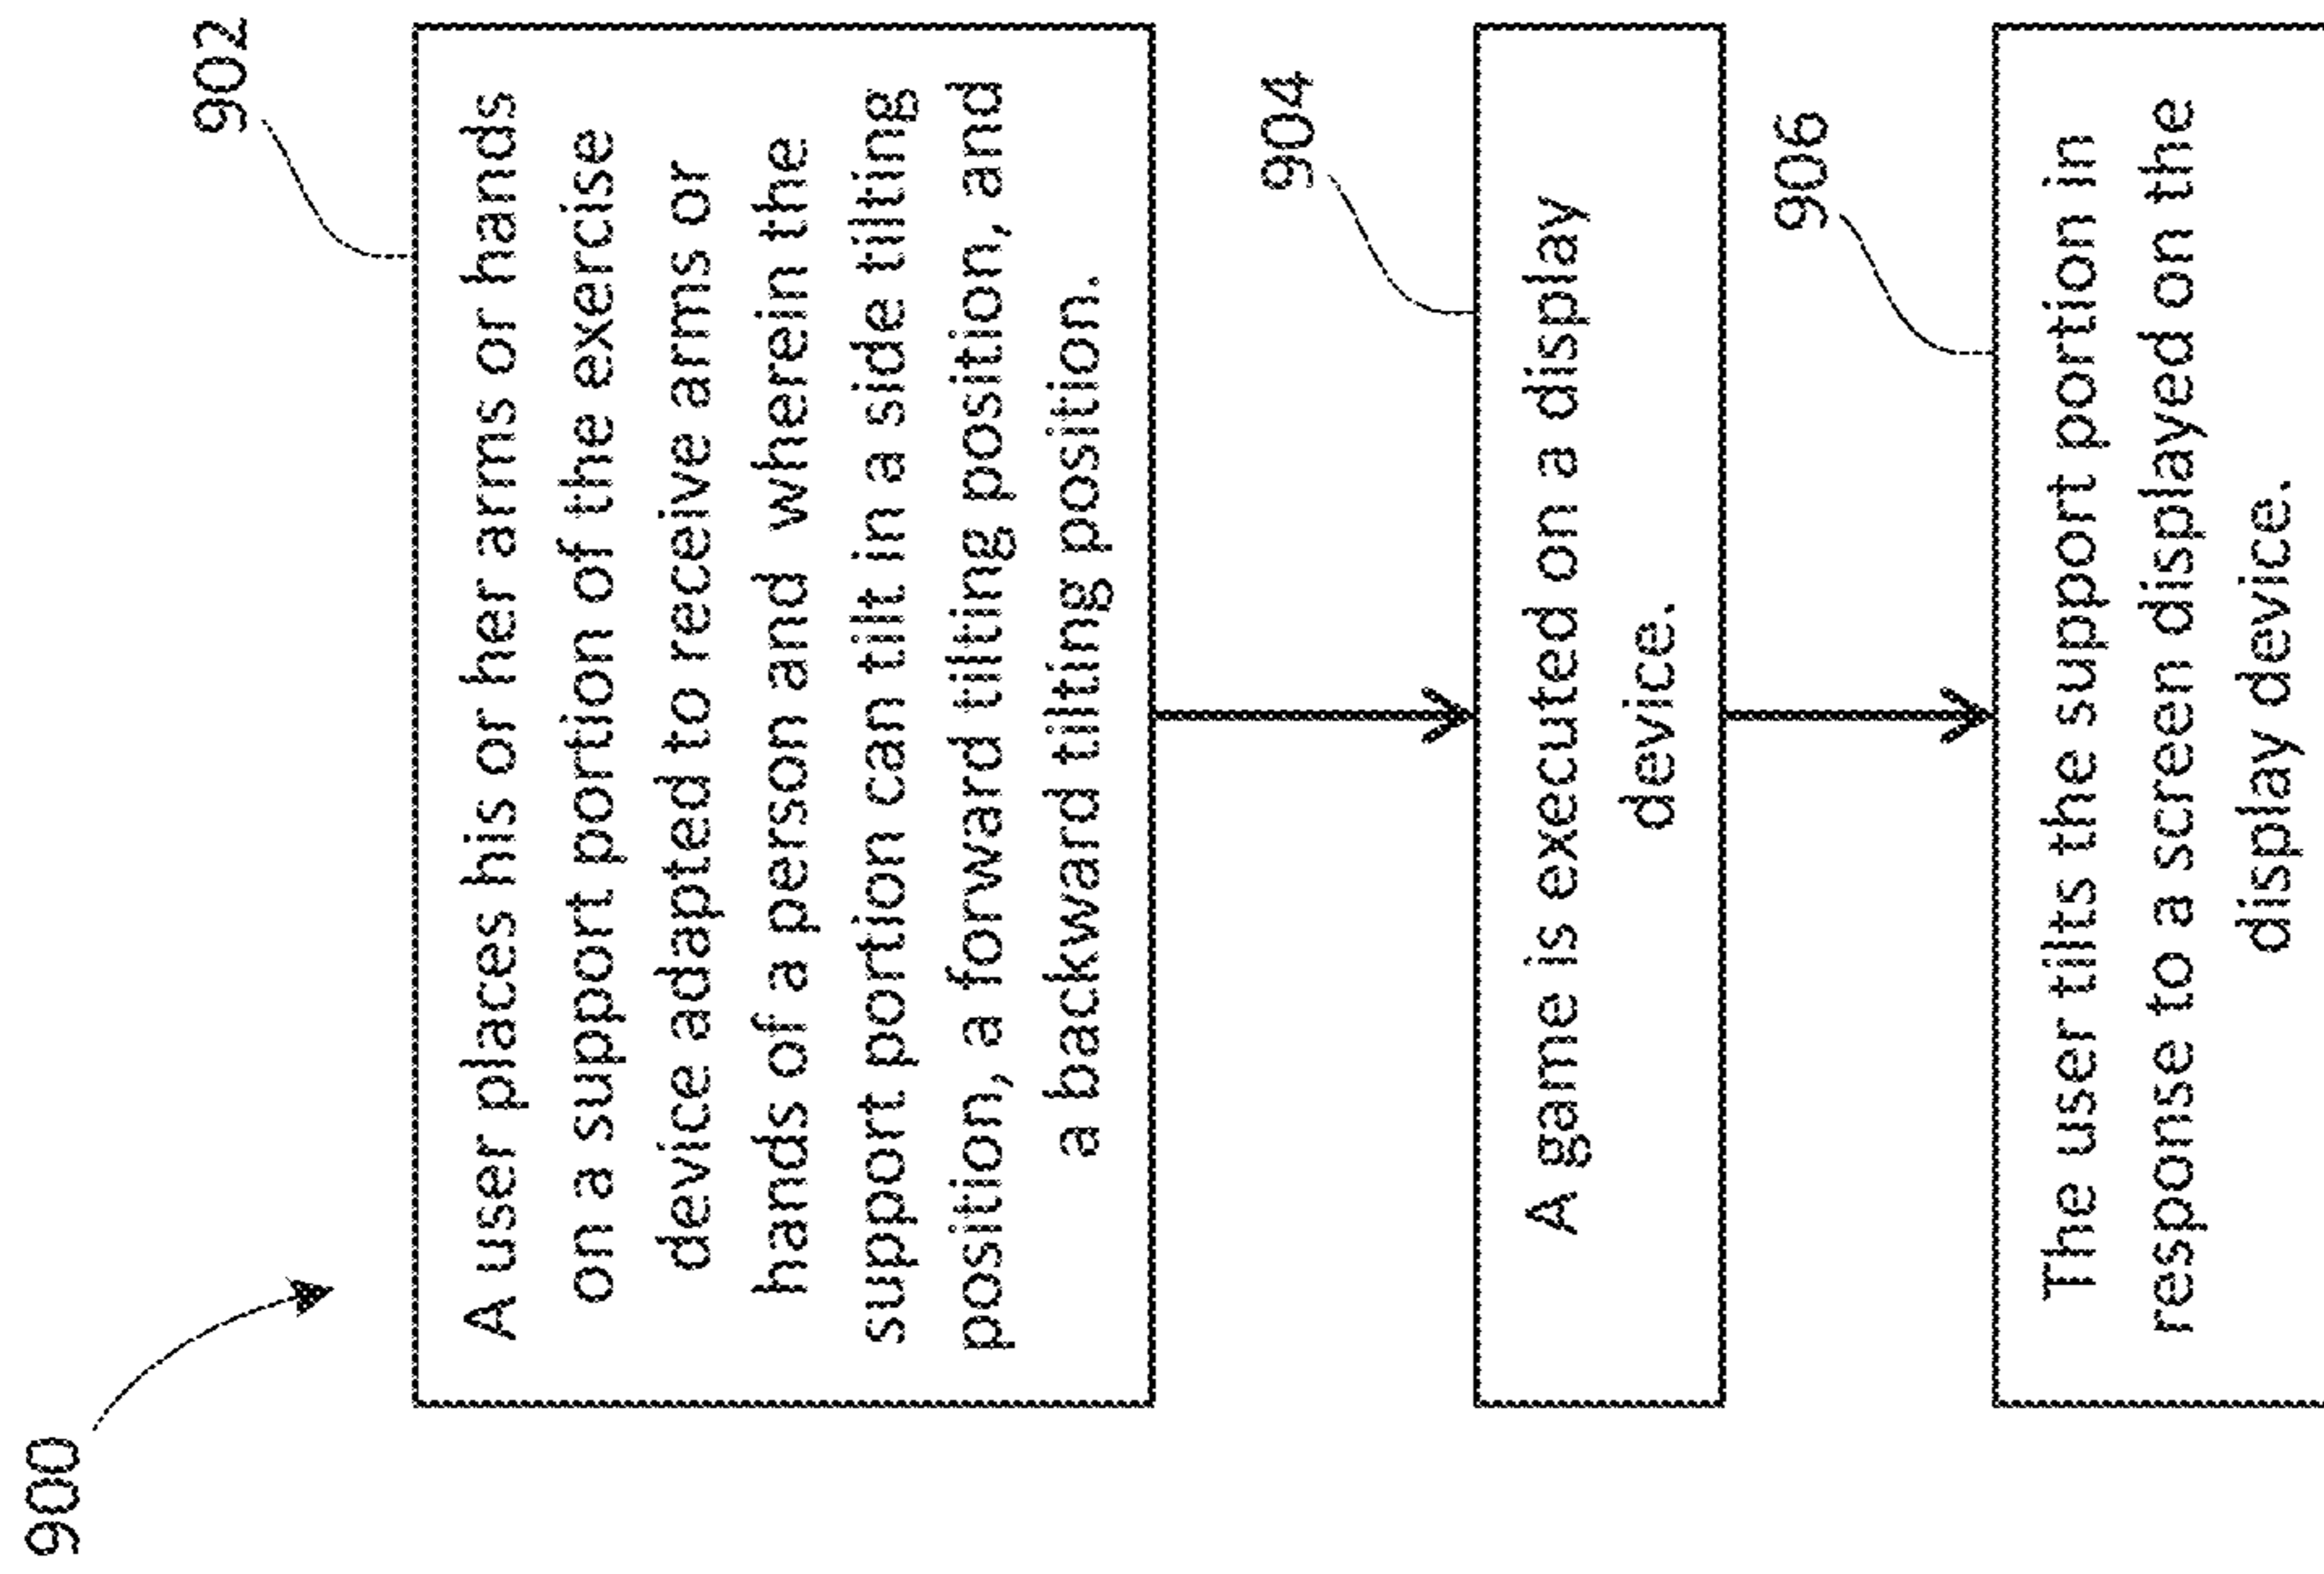 900
902
A user places his or her arms or hands
on a support portion of the exercise
device adapted to receive arms or
hands of a person and wherein the
support portion can tilt in a side tilting
position, a forward tilting position, and
a backward tilting position.
904
A game is executed on a display
device.
906
The user tilts the support portion in
response to a screen displayed on the
display device.